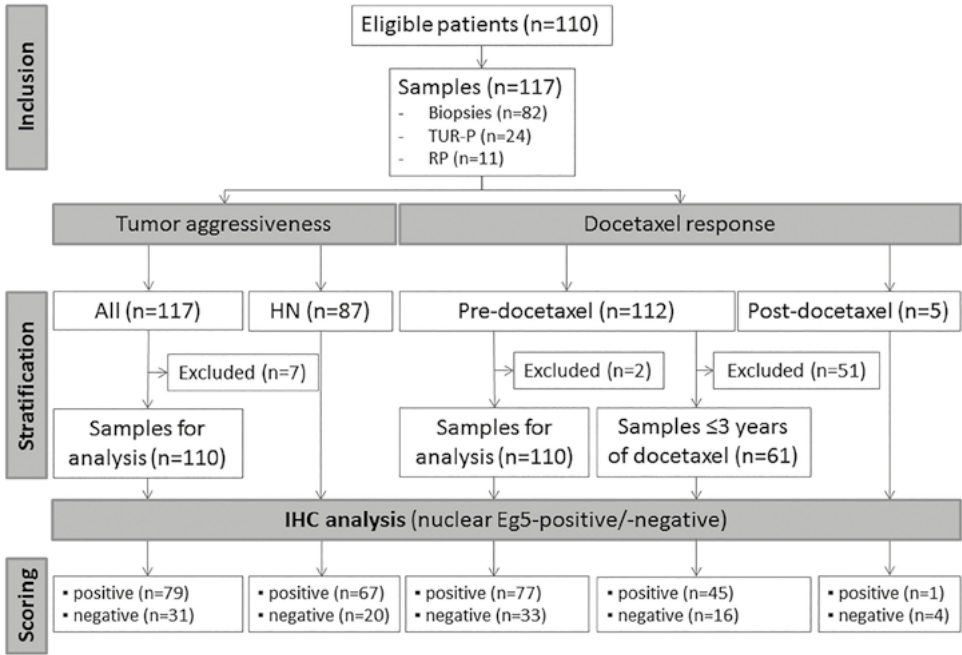 Inclusion
Eligible patients (n=110)
Samples (n=117)
- Biopsies (n=82)
- TUR-P (n=24)
- RP (n=11)
Tumor aggressiveness
Docetaxel response
Stratification
All (n=117)
HN (n=87)
Pre-docetaxel (n=112)
Post-docetaxel (n=5)
Excluded (n=7)
Excluded (n=2)
Excluded (n=51)
Samples for
analysis (n=110)
Samples for
analysis (n=110)
Samples ≤3 years
of docetaxel (n=61)
IHC analysis (nuclear Eg5-positive/-negative)
Scoring
▪ positive (n=79)
▪ negative (n=31)
▪ positive (n=67)
▪ negative (n=20)
▪ positive (n=77)
▪ negative (n=33)
▪ positive (n=45)
▪ negative (n=16)
▪ positive (n=1)
▪ negative (n=4)